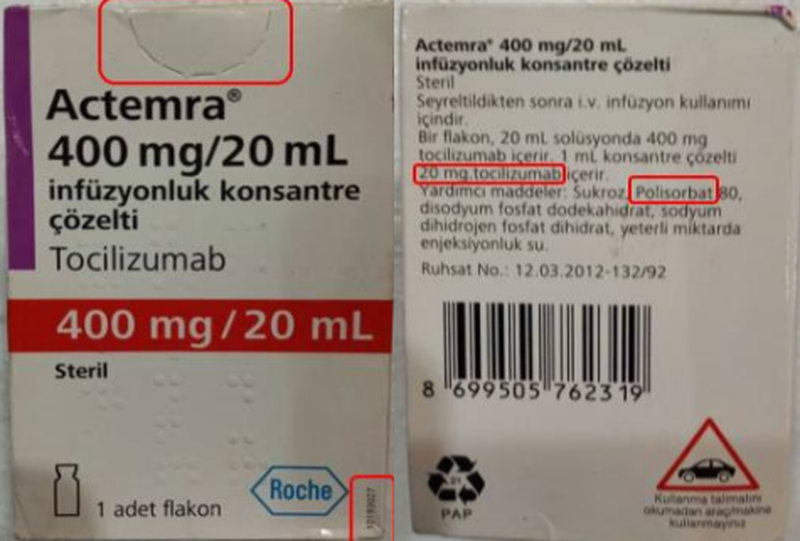 Actemra®
400 mg/20 mL
infüzyonluk konsantre
çözelti
Tocilizumab
400 mg/20 mL
Steril
1 adet flakon
Roche
10193027
Actemra® 400 mg/20 mL
infüzyonluk konsantre çözelti
Steril
Seyreltildikten sonra i.v. infüzyon kullanımı
içindir.
Bir flakon, 20 mL solüsyonda 400 mg
tocilizumab içerir. 1 mL konsantre çözelti
20 mg.tocilizumab içerir.
Yardımcı maddeler: Sukroz, Polisorbat 80,
disodyum fosfat dodekahidrat, sodyum
dihidrojen fosfat dihidrat, yeterli miktarda
enjeksiyonluk su.
Ruhsat No.: 12.03.2012-132/92
8 699505 762319
21
PAP
Kullanma talimatını
okumadan araç/makine
kullanmayınız